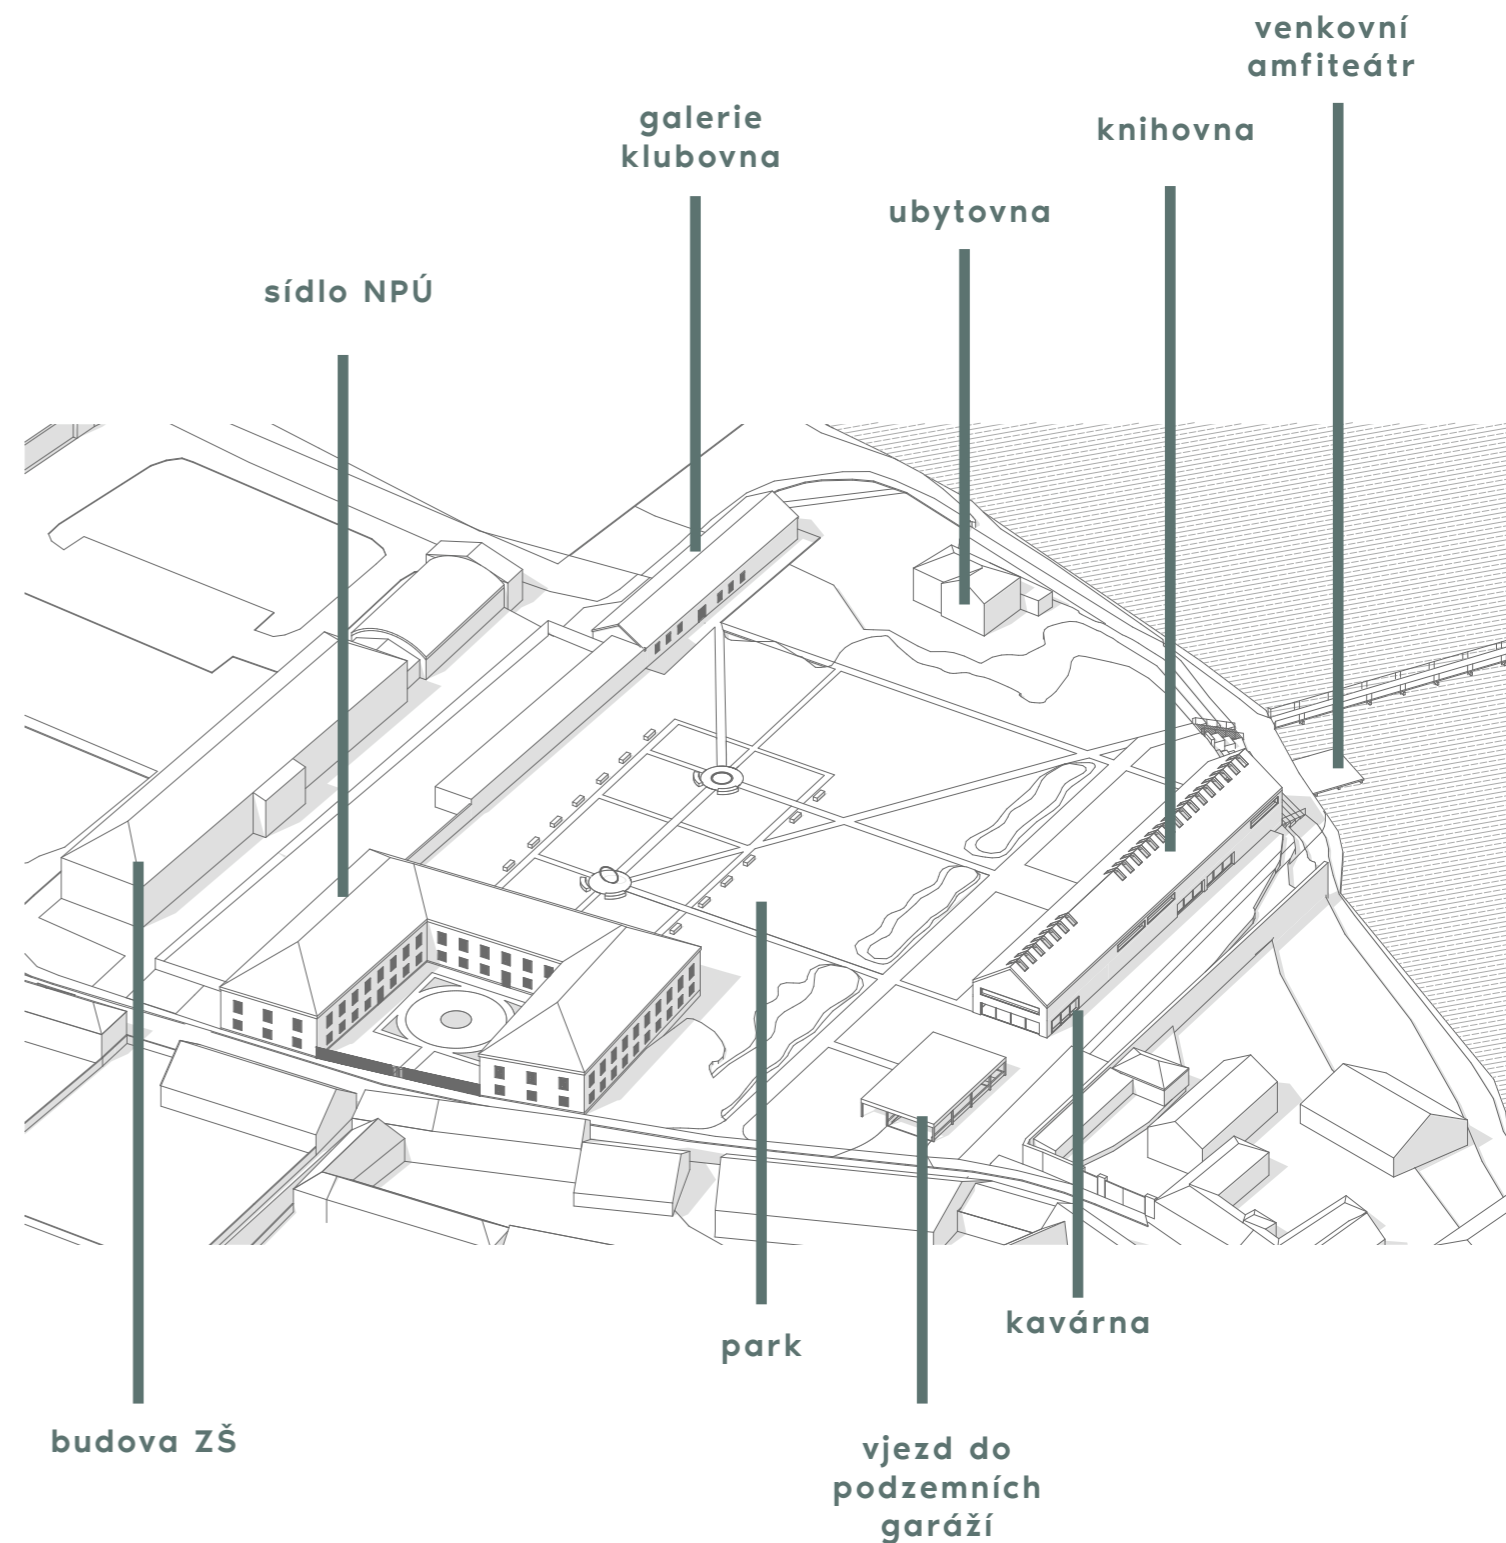 venkovní
amfiteátr
galerie
klubovna
knihovna
ubytovna
sídlo NPÚ
kavárna
park
budova ZŠ
vjezd do
podzemních
garáží